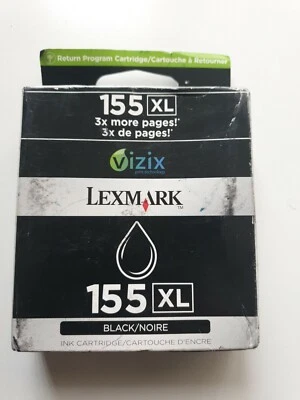 Return Program Cartridge/Cartouche à Retourner
155 XL
3x more pages!*
3x de pages!*
vizix
LEXMARK™
155 XL
BLACK/NOIRE
INK CARTRIDGE/CARTOUCHE D'ENCRE